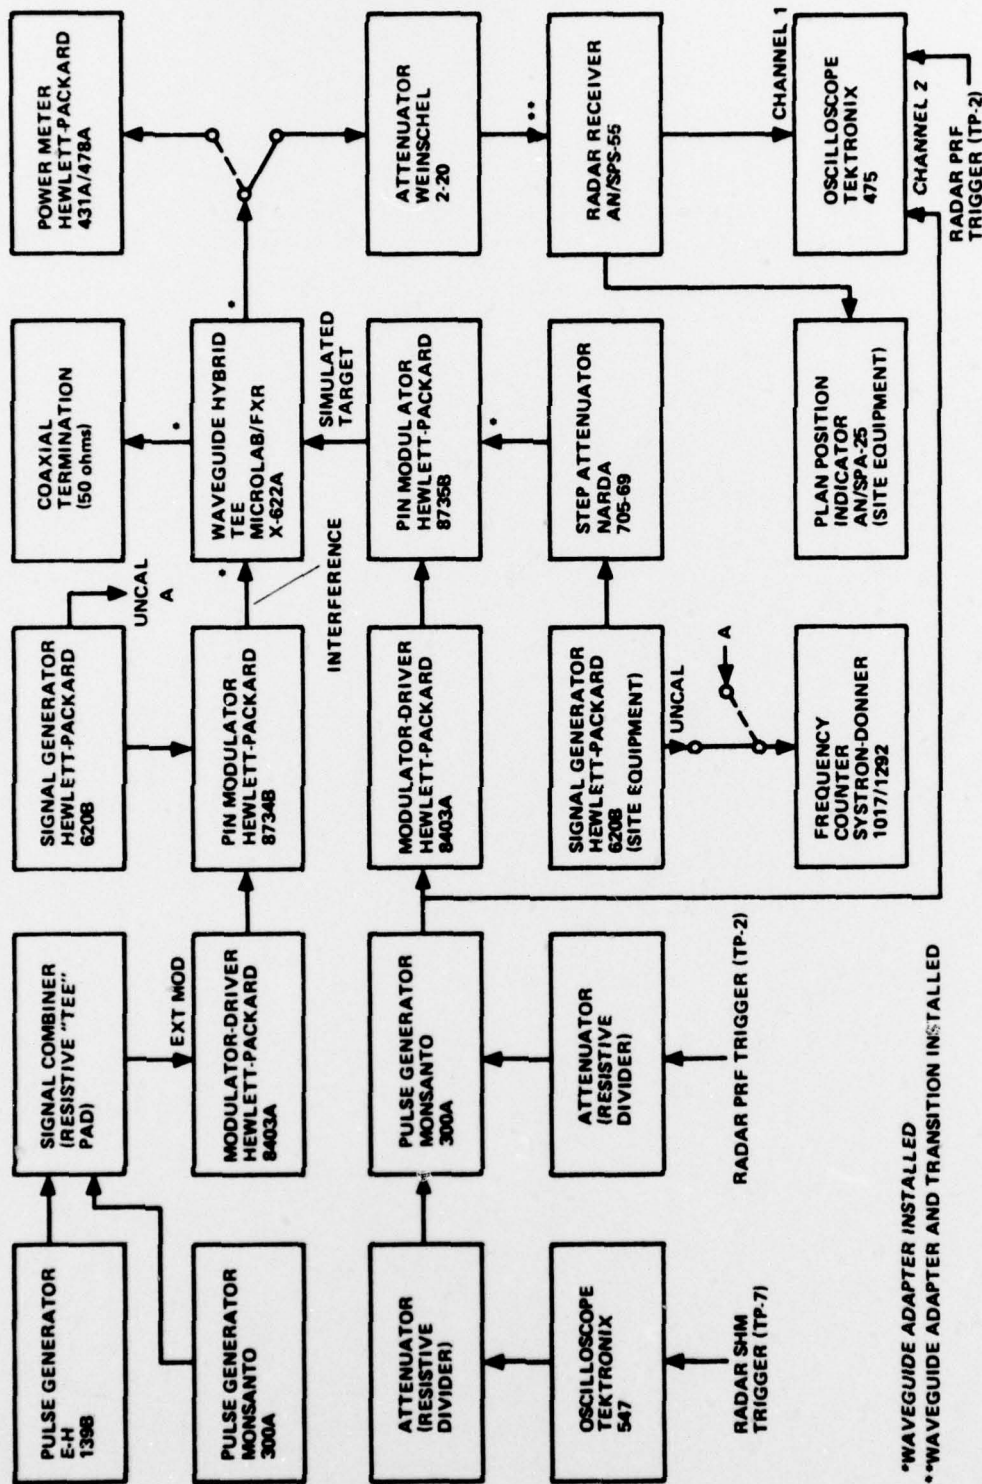 PULSE GENERATOR
E-H
139B
SIGNAL COMBINER
(RESISTIVE "TEE"
PAD)
SIGNAL GENERATOR
HEWLETT-PACKARD
620B
COAXIAL
TERMINATION
(50 ohms)
POWER METER
HEWLETT-PACKARD
431A/478A
EXT MOD
UNCAL
A
*
PULSE GENERATOR
MONSANTO
300A
MODULATOR-DRIVER
HEWLETT-PACKARD
8403A
PIN MODULATOR
HEWLETT-PACKARD
8734B
*
WAVEGUIDE HYBRID
TEE
MICROLAB/FXR
X-622A
*
INTERFERENCE
SIMULATED
TARGET
ATTENUATOR
(RESISTIVE
DIVIDER)
PULSE GENERATOR
MONSANTO
300A
MODULATOR-DRIVER
HEWLETT-PACKARD
8403A
PIN MODULATOR
HEWLETT-PACKARD
8735B
ATTENUATOR
WEINSCHEL
2-20
*
**
OSCILLOSCOPE
TEKTRONIX
547
ATTENUATOR
(RESISTIVE
DIVIDER)
SIGNAL GENERATOR
HEWLETT-PACKARD
620B
(SITE EQUIPMENT)
STEP ATTENUATOR
NARDA
705-69
RADAR RECEIVER
AN/SPS-55
RADAR SHM
TRIGGER (TP-7)
RADAR PRF TRIGGER (TP-2)
UNCAL
A
CHANNEL 1
FREQUENCY
COUNTER
SYSTRON-DONNER
1017/1292
PLAN POSITION
INDICATOR
AN/SPA-25
(SITE EQUIPMENT)
OSCILLOSCOPE
TEKTRONIX
475
CHANNEL 2
RADAR PRF
TRIGGER (TP-2)
*WAVEGUIDE ADAPTER INSTALLED
**WAVEGUIDE ADAPTER AND TRANSITION INSTALLED